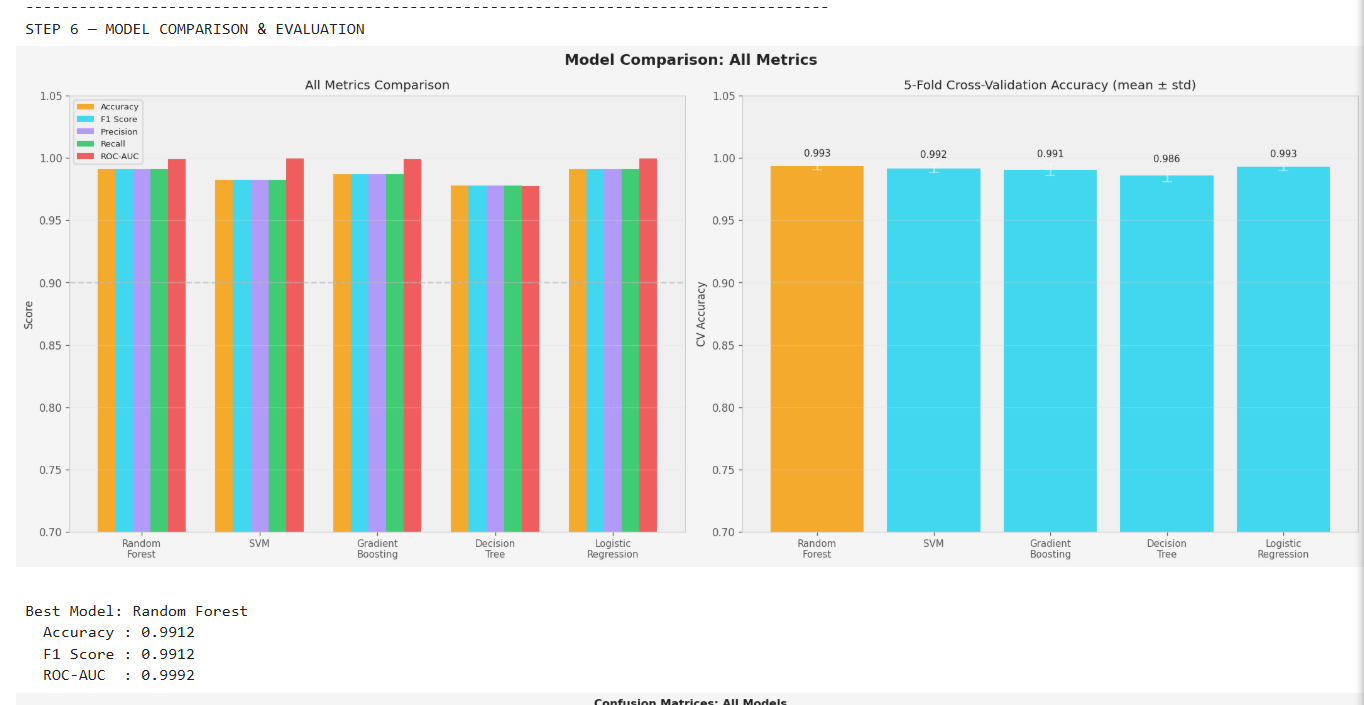 STEP 6 — MODEL COMPARISON & EVALUATION
Model Comparison: All Metrics
All Metrics Comparison
1.05
1.00
0.95
0.90
0.85
0.80
0.75
0.70
Score
Accuracy
F1 Score
Precision
Recall
ROC-AUC
Random
Forest
SVM
Gradient
Boosting
Decision
Tree
Logistic
Regression
5-Fold Cross-Validation Accuracy (mean ± std)
1.05
1.00
0.95
0.90
0.85
0.80
0.75
0.70
CV Accuracy
0.993
0.992
0.991
0.986
0.993
Random
Forest
SVM
Gradient
Boosting
Decision
Tree
Logistic
Regression
Best Model: Random Forest
Accuracy : 0.9912
F1 Score : 0.9912
ROC-AUC : 0.9992
Confusion Matrices: All Models